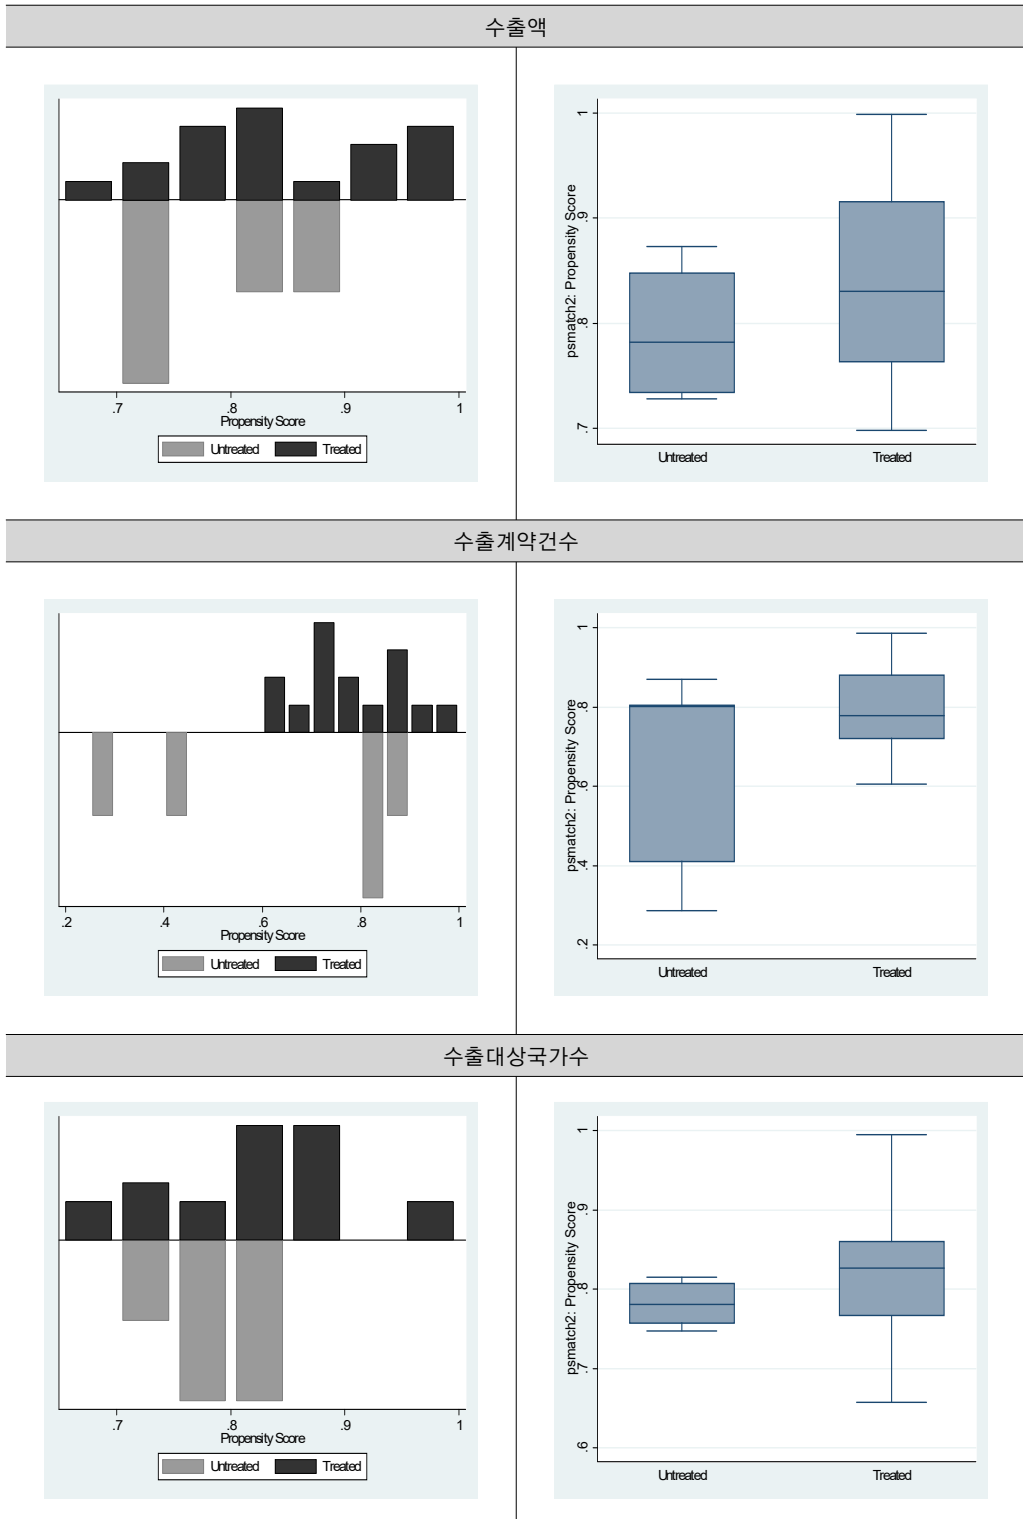 수출액
.7 .8 .9 1
Propensity Score
Untreated Treated
psmatch2: Propensity Score
1
.9
.8
.7
Untreated Treated
수출계약건수
.2 .4 .6 .8 1
Propensity Score
Untreated Treated
psmatch2: Propensity Score
1
.8
.6
.4
.2
Untreated Treated
수출대상국가수
.7 .8 .9 1
Propensity Score
Untreated Treated
psmatch2: Propensity Score
1
.9
.8
.7
.6
Untreated Treated